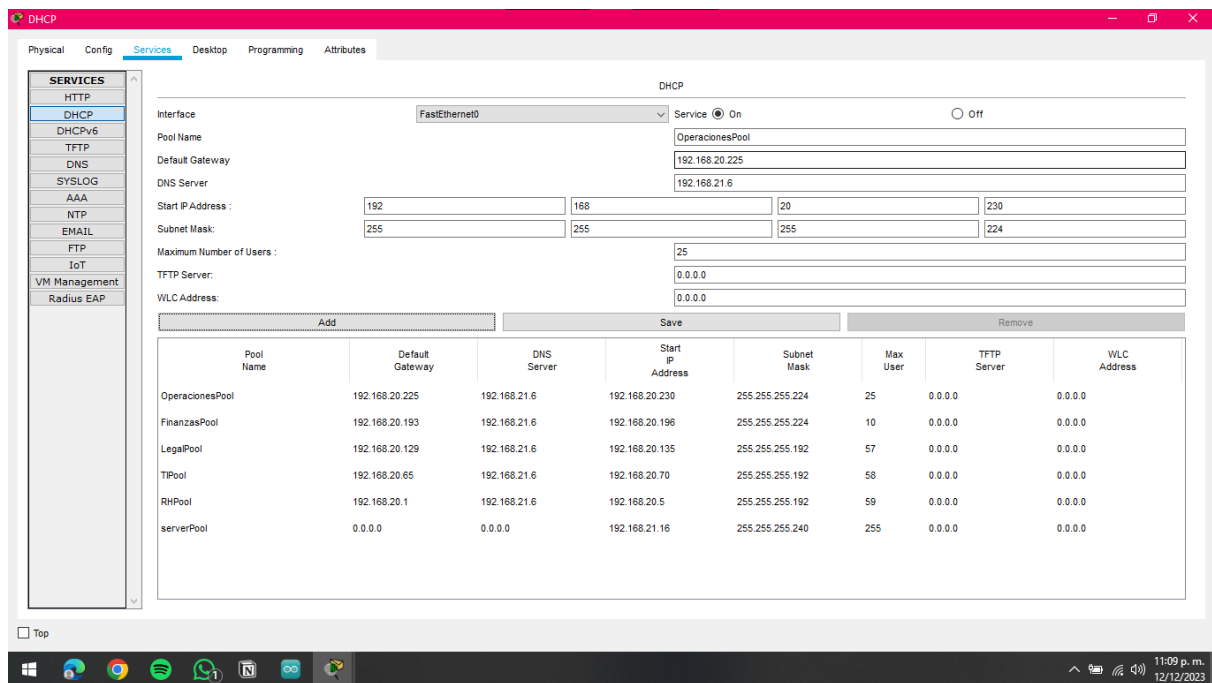 DHCP
Physical Config Services Desktop Programming Attributes
SERVICES
HTTP
DHCP
DHCPv6
TFTP
DNS
SYSLOG
AAA
NTP
EMAIL
FTP
IoT
VM Management
Radius EAP
DHCP
Interface FastEthernet0 Service On Off
Pool Name OperacionesPool
Default Gateway 192.168.20.225
DNS Server 192.168.21.6
Start IP Address : 192 168 20 230
Subnet Mask: 255 255 255 224
Maximum Number of Users : 25
TFTP Server: 0.0.0.0
WLC Address: 0.0.0.0
Add Save Remove
Pool Name Default Gateway DNS Server Start IP Address Subnet Mask Max User TFTP Server WLC Address
OperacionesPool 192.168.20.225 192.168.21.6 192.168.20.230 255.255.255.224 25 0.0.0.0 0.0.0.0
FinanzasPool 192.168.20.193 192.168.21.6 192.168.20.196 255.255.255.224 10 0.0.0.0 0.0.0.0
LegalPool 192.168.20.129 192.168.21.6 192.168.20.135 255.255.255.192 57 0.0.0.0 0.0.0.0
TIPool 192.168.20.65 192.168.21.6 192.168.20.70 255.255.255.192 58 0.0.0.0 0.0.0.0
RHPool 192.168.20.1 192.168.21.6 192.168.20.5 255.255.255.192 59 0.0.0.0 0.0.0.0
serverPool 0.0.0.0 0.0.0.0 192.168.21.16 255.255.255.240 255 0.0.0.0 0.0.0.0
Top
11:09 p. m.
12/12/2023